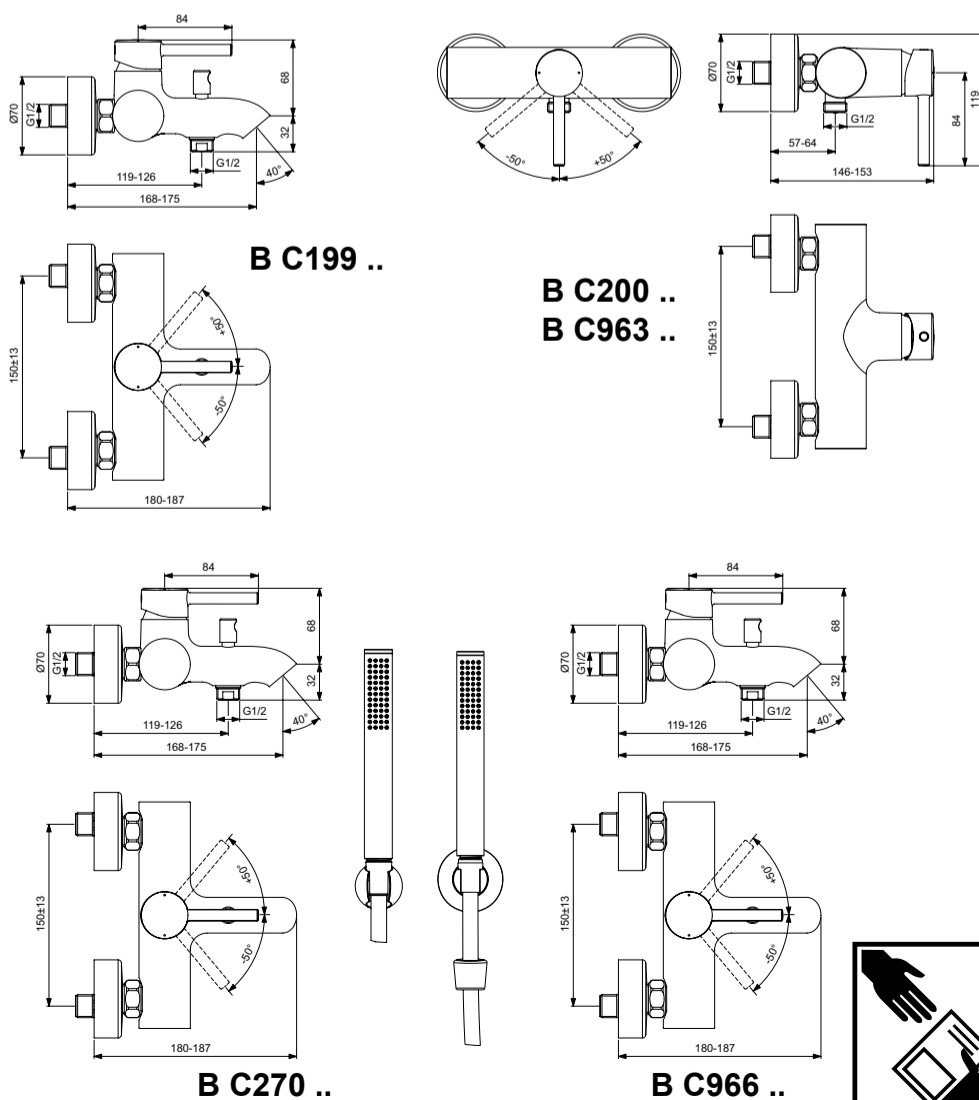 84
68
32
Ø70
G1/2
G1/2
40°
119-126
168-175
B C199 ..
150±13
+50°
-50°
180-187
-50°
+50°
Ø70
G1/2
G1/2
57-64
146-153
84
119
B C200 ..
B C963 ..
150±13
84
68
32
Ø70
G1/2
G1/2
40°
119-126
168-175
150±13
+50°
-50°
180-187
B C270 ..
84
68
32
Ø70
G1/2
G1/2
40°
119-126
168-175
150±13
+50°
-50°
180-187
B C966 ..